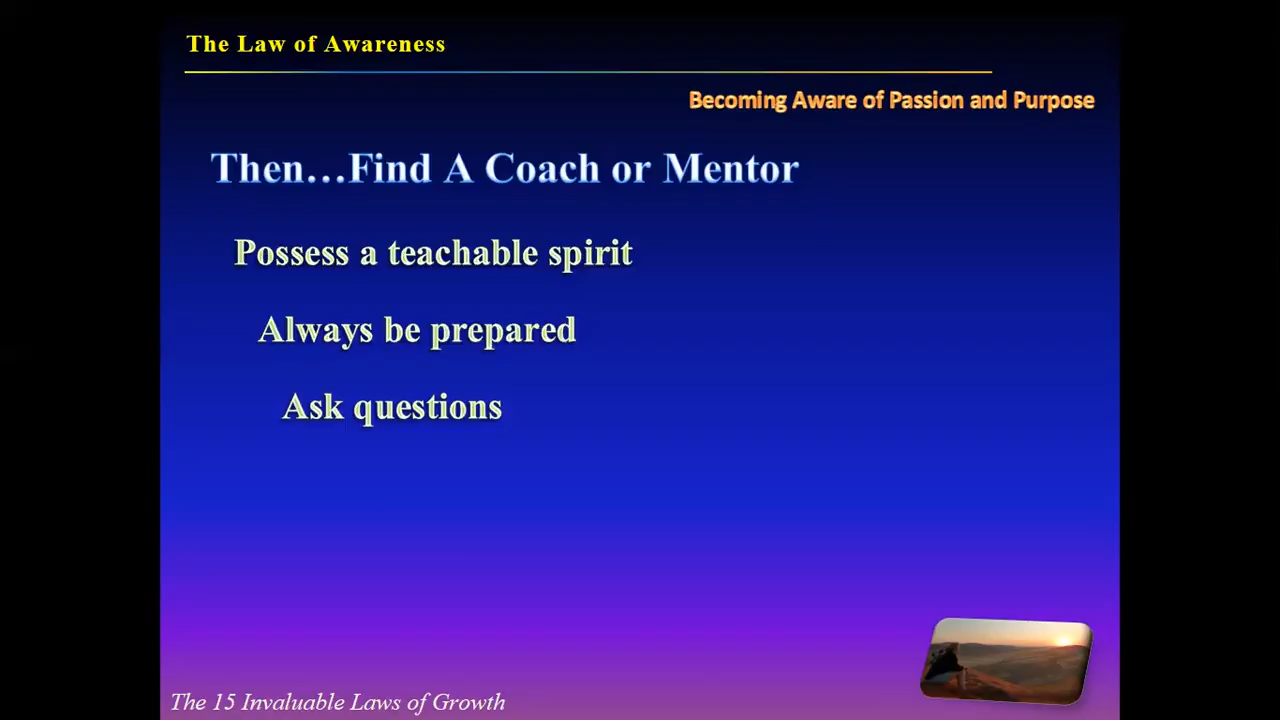 The Law of Awareness
Becoming Aware of Passion and Purpose
Then…Find A Coach or Mentor
Possess a teachable spirit
Always be prepared
Ask questions
The 15 Invaluable Laws of Growth